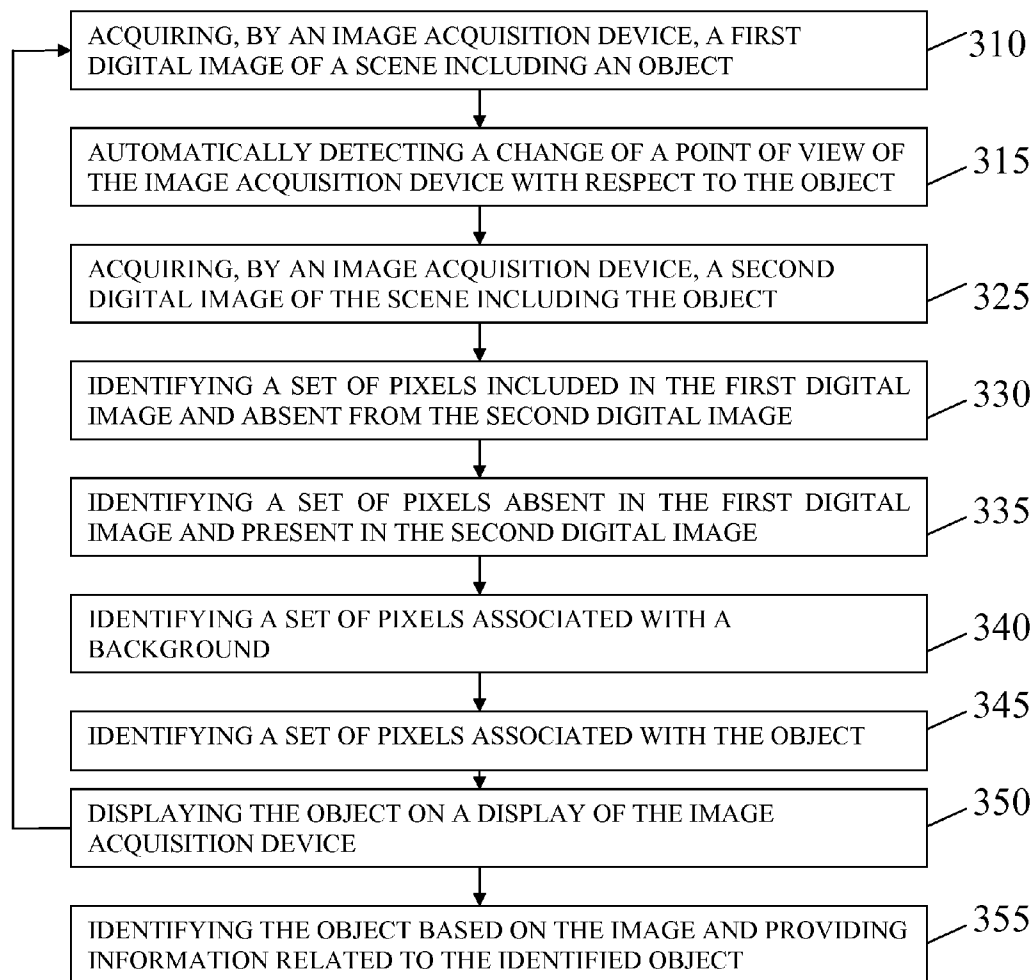 ACQUIRING, BY AN IMAGE ACQUISITION DEVICE, A FIRST
DIGITAL IMAGE OF A SCENE INCLUDING AN OBJECT
310
AUTOMATICALLY DETECTING A CHANGE OF A POINT OF VIEW OF
THE IMAGE ACQUISITION DEVICE WITH RESPECT TO THE OBJECT
315
ACQUIRING, BY AN IMAGE ACQUISITION DEVICE, A SECOND
DIGITAL IMAGE OF THE SCENE INCLUDING THE OBJECT
325
IDENTIFYING A SET OF PIXELS INCLUDED IN THE FIRST DIGITAL
IMAGE AND ABSENT FROM THE SECOND DIGITAL IMAGE
330
IDENTIFYING A SET OF PIXELS ABSENT IN THE FIRST DIGITAL
IMAGE AND PRESENT IN THE SECOND DIGITAL IMAGE
335
IDENTIFYING A SET OF PIXELS ASSOCIATED WITH A
BACKGROUND
340
IDENTIFYING A SET OF PIXELS ASSOCIATED WITH THE OBJECT
345
DISPLAYING THE OBJECT ON A DISPLAY OF THE IMAGE
ACQUISITION DEVICE
350
IDENTIFYING THE OBJECT BASED ON THE IMAGE AND PROVIDING
INFORMATION RELATED TO THE IDENTIFIED OBJECT
355